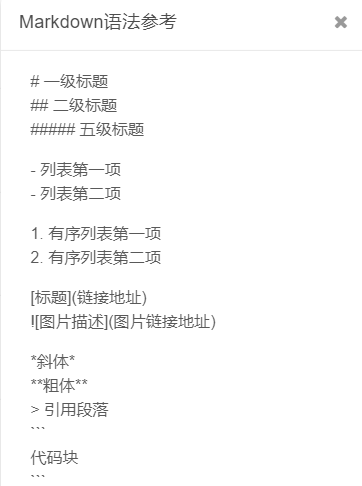 Markdown语法参考
# 一级标题
## 二级标题
##### 五级标题
- 列表第一项
- 列表第二项
1. 有序列表第一项
2. 有序列表第二项
[标题](链接地址)
![图片描述](图片链接地址)
*斜体*
**粗体**
> 引用段落
```
代码块
```